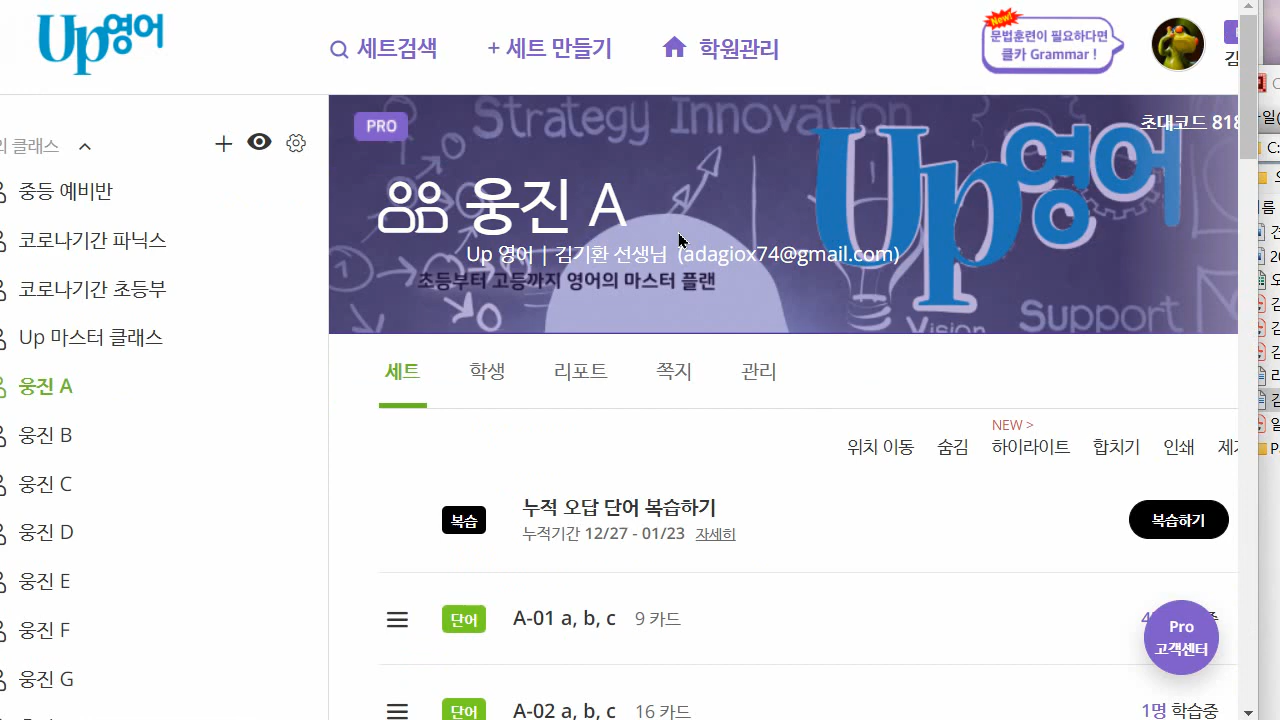 Up영어
세트검색
+ 세트 만들기
학원관리
New!
문법훈련이 필요하다면
클카 Grammar !
클래스
중등 예비반
코로나기간 파닉스
코로나기간 초등부
Up 마스터 클래스
웅진 A
웅진 B
웅진 C
웅진 D
웅진 E
웅진 F
웅진 G
PRO
Strategy Innovation
초대코드 818
웅진 A
Up 영어 | 김기환 선생님 (adagiox74@gmail.com)
초등부터 고등까지 영어의 마스터 플랜
Up영어
Vision
Support
세트
학생
리포트
쪽지
관리
NEW >
위치 이동
숨김
하이라이트
합치기
인쇄
복습
누적 오답 단어 복습하기
누적기간 12/27 - 01/23 자세히
복습하기
단어
A-01 a, b, c 9 카드
Pro
고객센터
단어
A-02 a, b, c 16 카드
1명 학습중